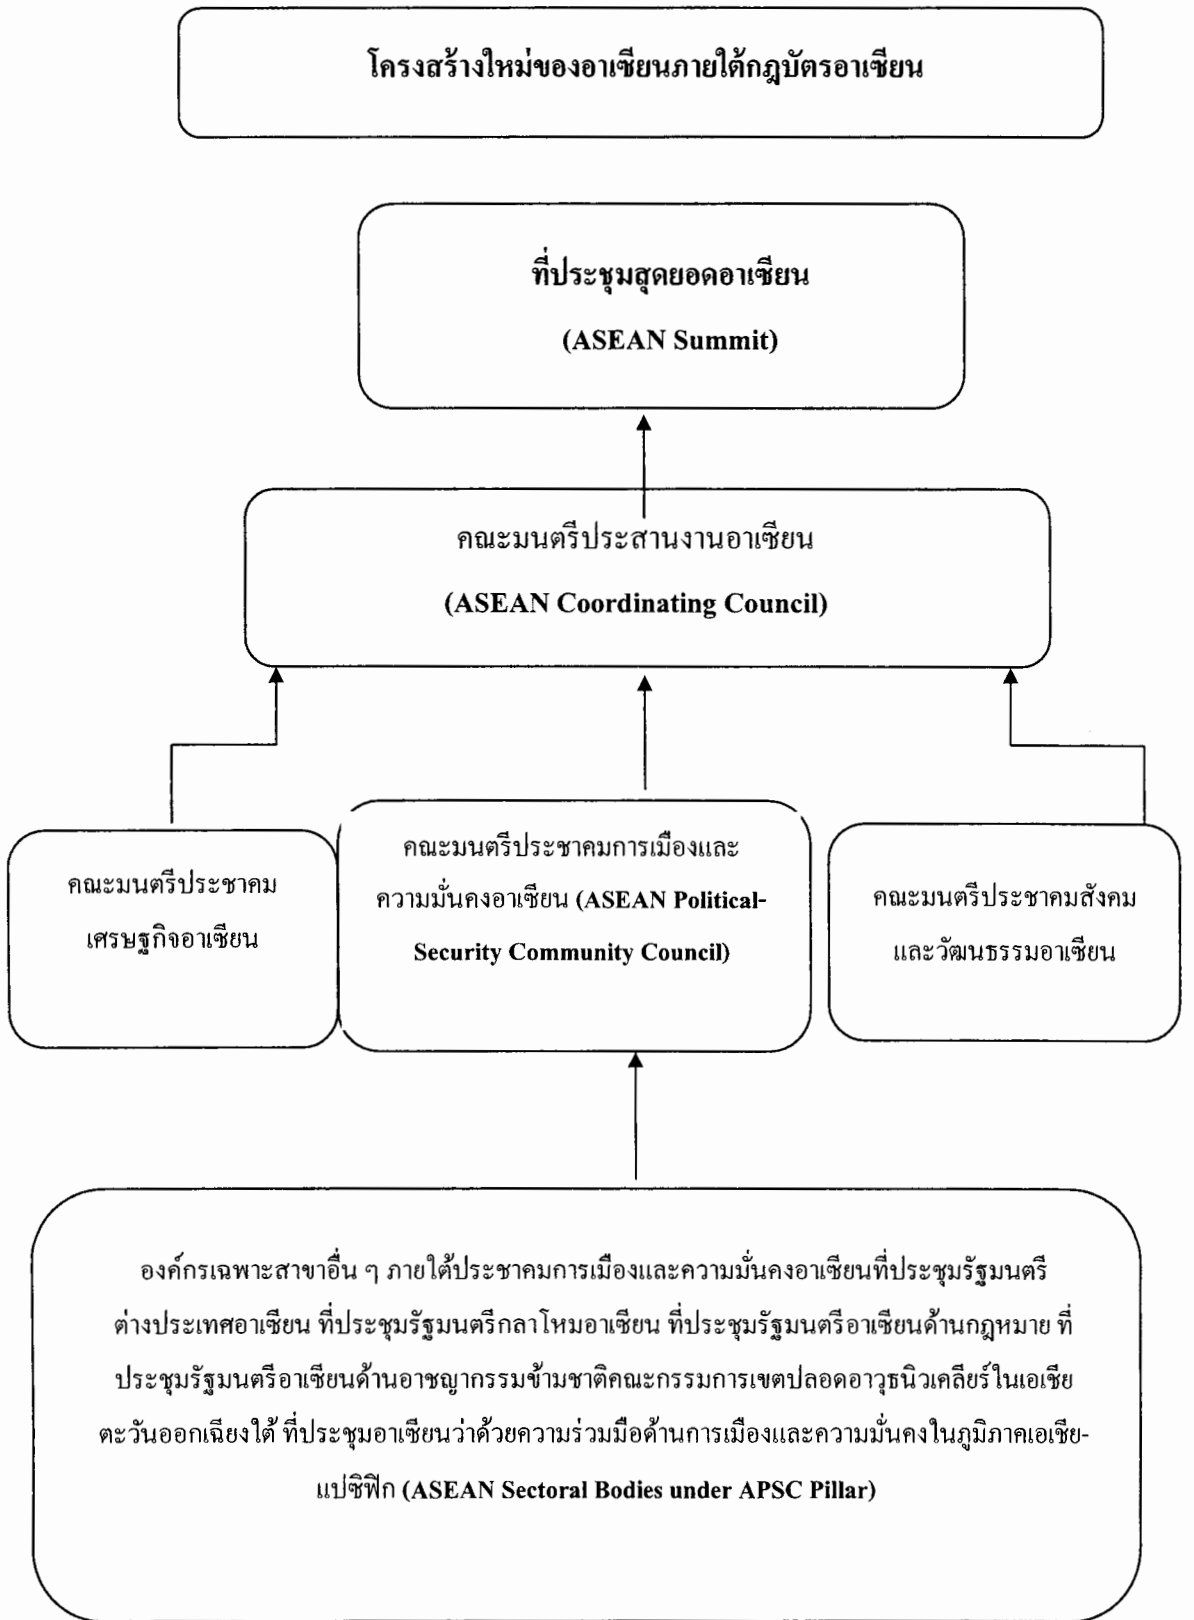 โครงสร้างใหม่ของอาเซียนภายใต้กฎบัตรอาเซียน
ที่ประชุมสุดยอดอาเซียน
(ASEAN Summit)
คณะมนตรีประสานงานอาเซียน
(ASEAN Coordinating Council)
คณะมนตรีประชาคม
เศรษฐกิจอาเซียน
คณะมนตรีประชาคมการเมืองและ
ความมั่นคงอาเซียน (ASEAN Political-
Security Community Council)
คณะมนตรีประชาคมสังคม
และวัฒนธรรมอาเซียน
องค์กรเฉพาะสาขาอื่น ๆ ภายใต้ประชาคมการเมืองและความมั่นคงอาเซียนที่ประชุมรัฐมนตรี
ต่างประเทศอาเซียน ที่ประชุมรัฐมนตรีกลาโหมอาเซียน ที่ประชุมรัฐมนตรีอาเซียนด้านกฎหมาย ที่
ประชุมรัฐมนตรีอาเซียนด้านอาชญากรรมข้ามชาติคณะกรรมการเขตปลอดอาวุธนิวเคลียร์ในเอเชีย
ตะวันออกเฉียงใต้ ที่ประชุมอาเซียนว่าด้วยความร่วมมือด้านการเมืองและความมั่นคงในภูมิภาคเอเชีย-
แปซิฟิก (ASEAN Sectoral Bodies under APSC Pillar)